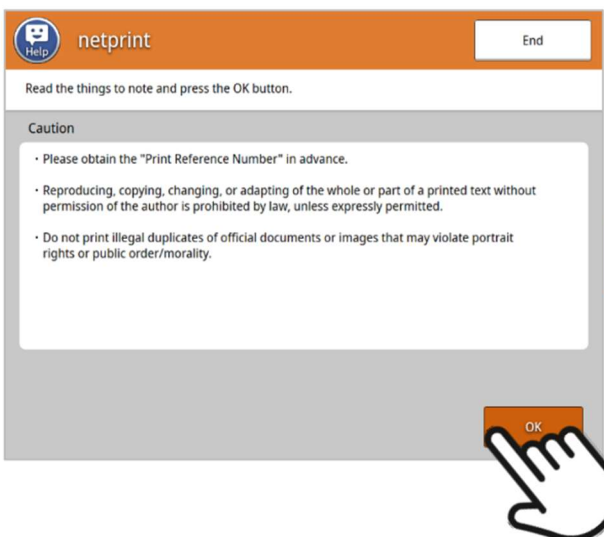 Help
netprint
End
Read the things to note and press the OK button.
Caution
・Please obtain the "Print Reference Number" in advance.
・Reproducing, copying, changing, or adapting of the whole or part of a printed text without
permission of the author is prohibited by law, unless expressly permitted.
・Do not print illegal duplicates of official documents or images that may violate portrait
rights or public order/morality.
OK